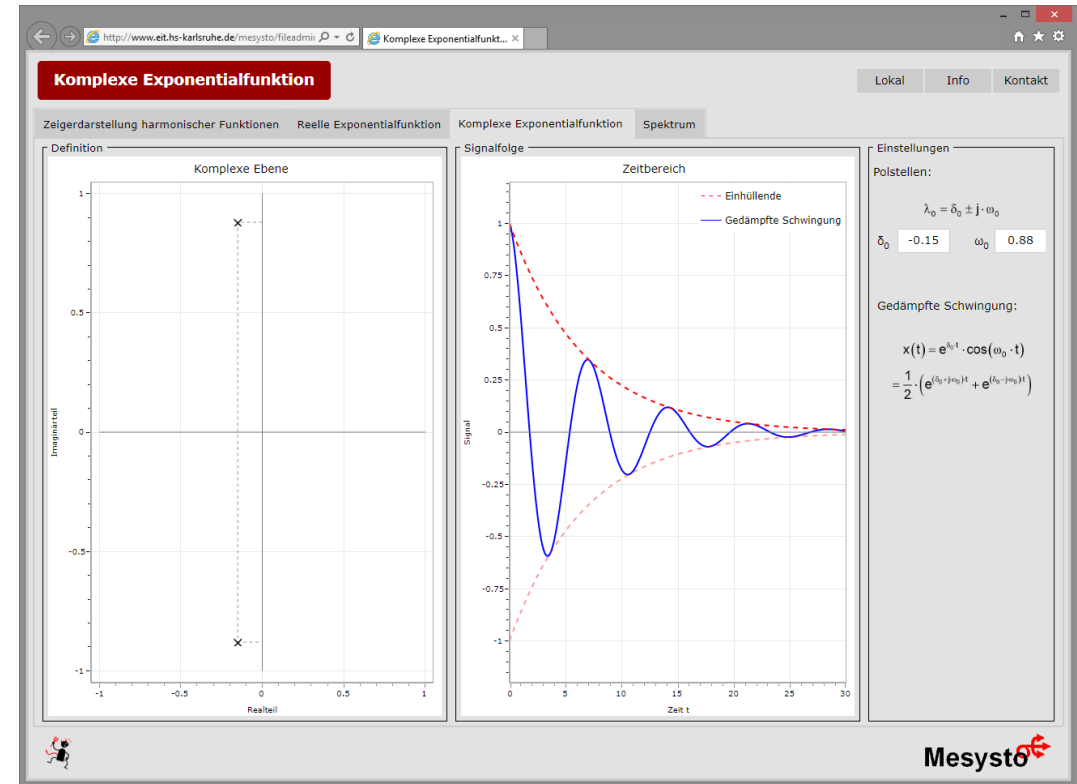 http://www.eit.hs-karlsruhe.de/mesysto/fileadmin
Komplexe Exponentialfunkt...
Komplexe Exponentialfunktion
Lokal Info Kontakt
Zeigerdarstellung harmonischer Funktionen Reelle Exponentialfunktion Komplexe Exponentialfunktion Spektrum
Definition
Komplexe Ebene
1
0.5
0
-0.5
-1
Imaginärteil
-1 -0.5 0 0.5 1
Realteil
Signalfolge
Zeitbereich
Einhüllende
Gedämpfte Schwingung
1
0.75
0.5
0.25
0
-0.25
-0.5
-0.75
-1
Signal
0 5 10 15 20 25 30
Zeit t
Einstellungen
Polstellen:
λ₀ = δ₀ ± j·ω₀
δ₀ -0.15 ω₀ 0.88
Gedämpfte Schwingung:
x(t) = e^(δ₀·t) · cos(ω₀ · t)
= 1/2 · (e^((δ₀+jω₀)·t) + e^((δ₀-jω₀)·t))
Mesysto